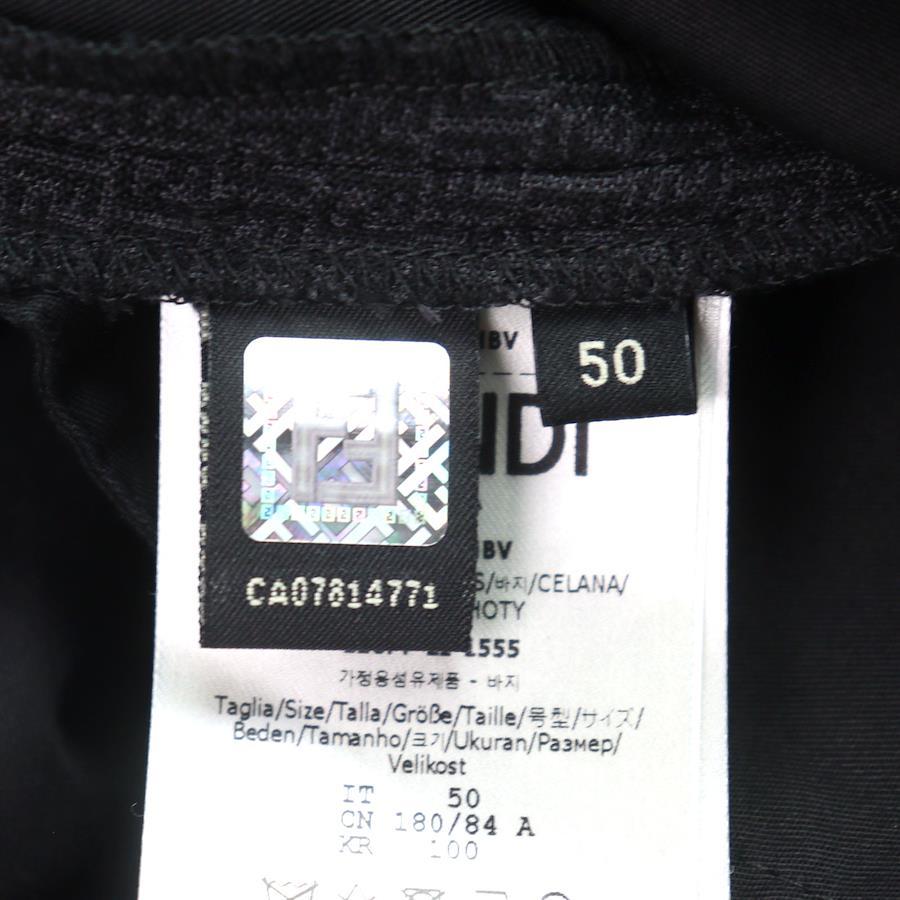 50
NDI
BV
S/바지/CELANA/
HOTY
CA07814771
1555
가정용섬유제품 - 바지
Taglia/Size/Talla/Größe/Taille/号型/サイズ/
Beden/Tamanho/크기/Ukuran/Размер/
Velikost
IT 50
CN 180/84 A
KR 100